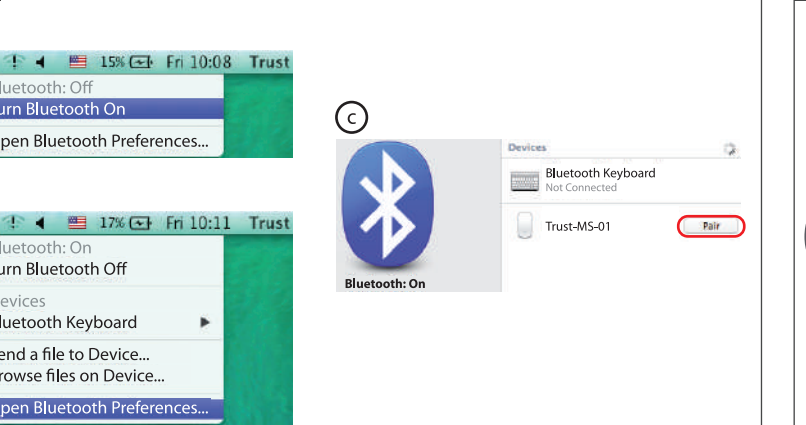 15% Fri 10:08 Trust
luetooth: Off
urn Bluetooth On
pen Bluetooth Preferences...
17% Fri 10:11 Trust
luetooth: On
urn Bluetooth Off
evices
luetooth Keyboard
end a file to Device...
rowse files on Device...
pen Bluetooth Preferences...
C
Devices
Bluetooth Keyboard
Not Connected
Trust-MS-01
Pair
Bluetooth: On